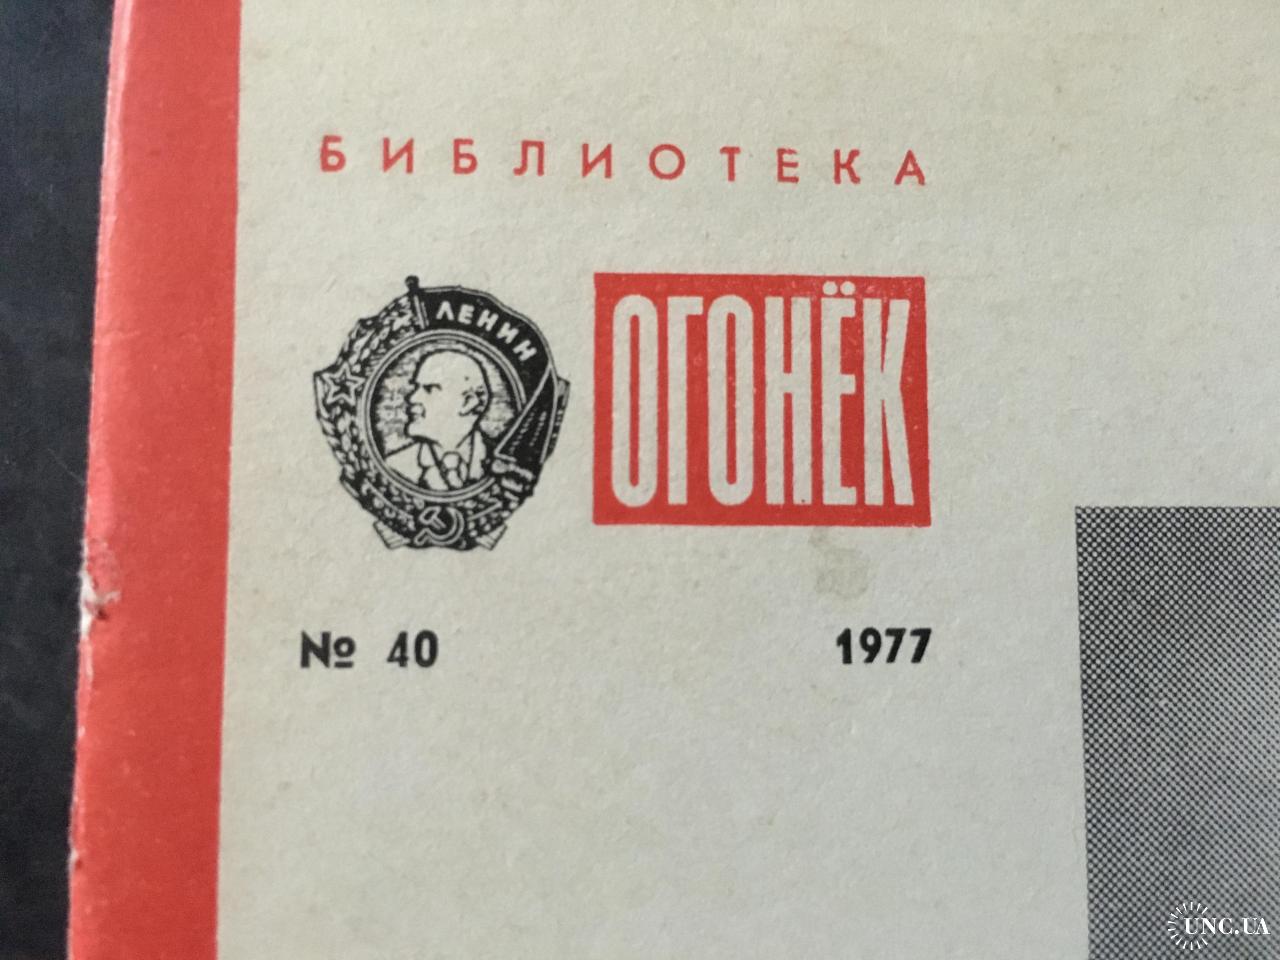 БИБЛИОТЕКА
ЛЕНИН
ОГОНЁК
№ 40
1977
UNC.UA